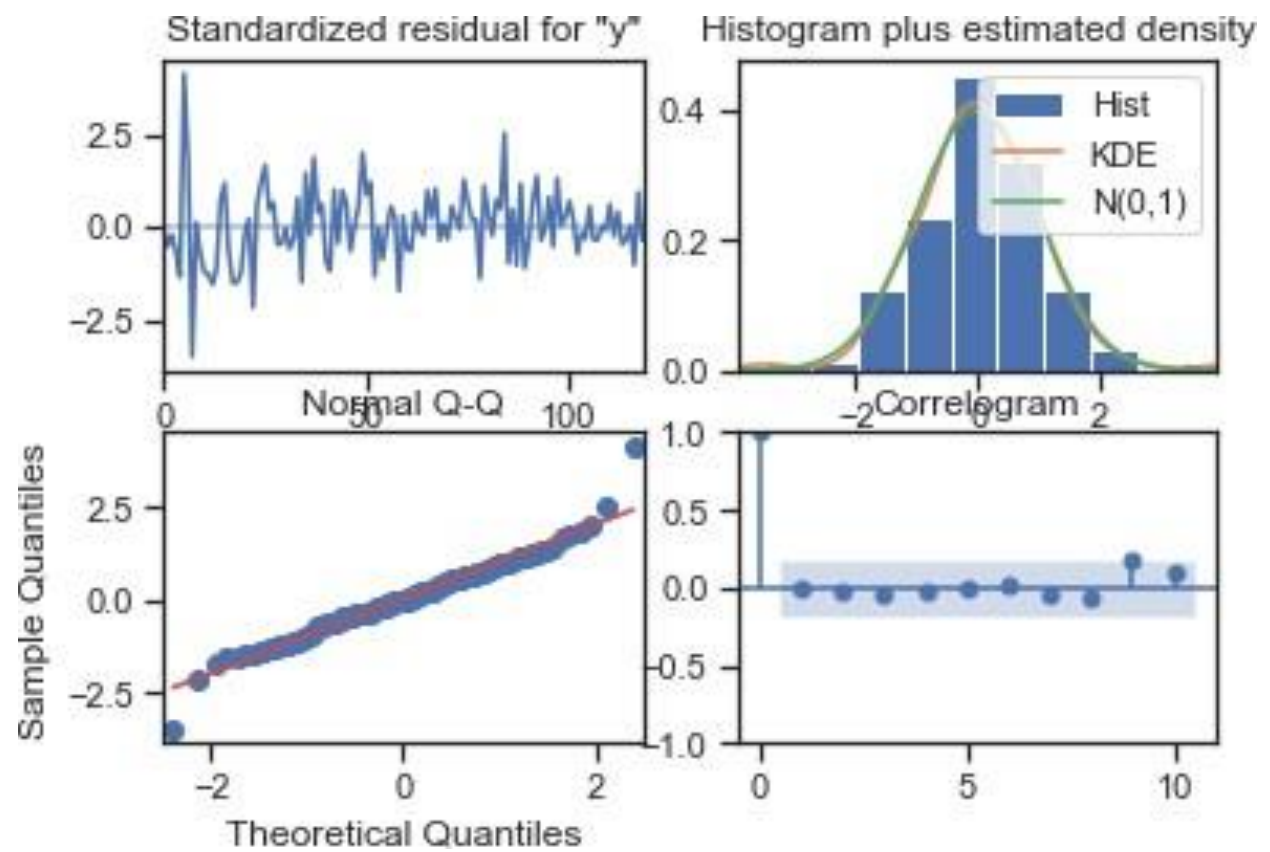 Standardized residual for "y"
Histogram plus estimated density
2.5
0.0
−2.5
0
50
100
0.4
0.2
0.0
−2
0
2
Hist
KDE
N(0,1)
Normal Q-Q
Correlogram
Sample Quantiles
2.5
0.0
−2.5
−2
0
2
Theoretical Quantiles
1.0
0.5
0.0
−0.5
−1.0
0
5
10